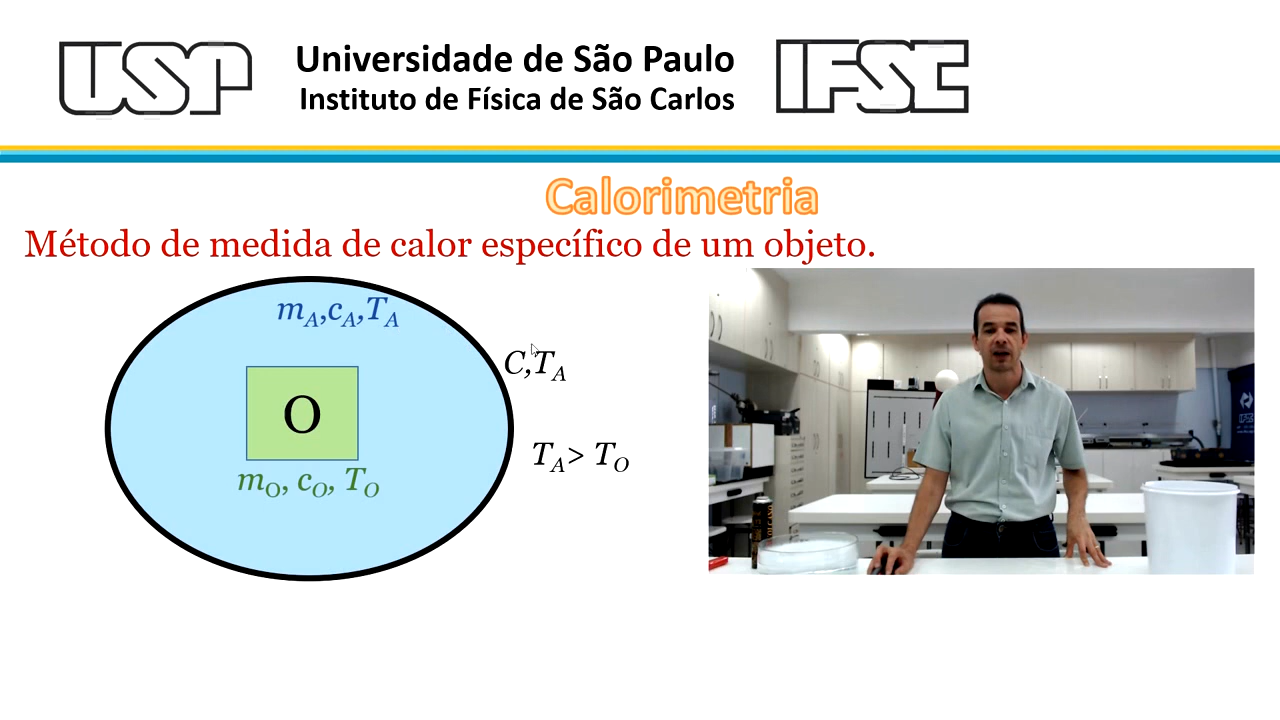 USP
Universidade de São Paulo
Instituto de Física de São Carlos
IFSC
Calorimetria
Método de medida de calor específico de um objeto.
m_A,c_A,T_A
C,T_A
O
T_A> T_O
m_O, c_O, T_O
IFSC